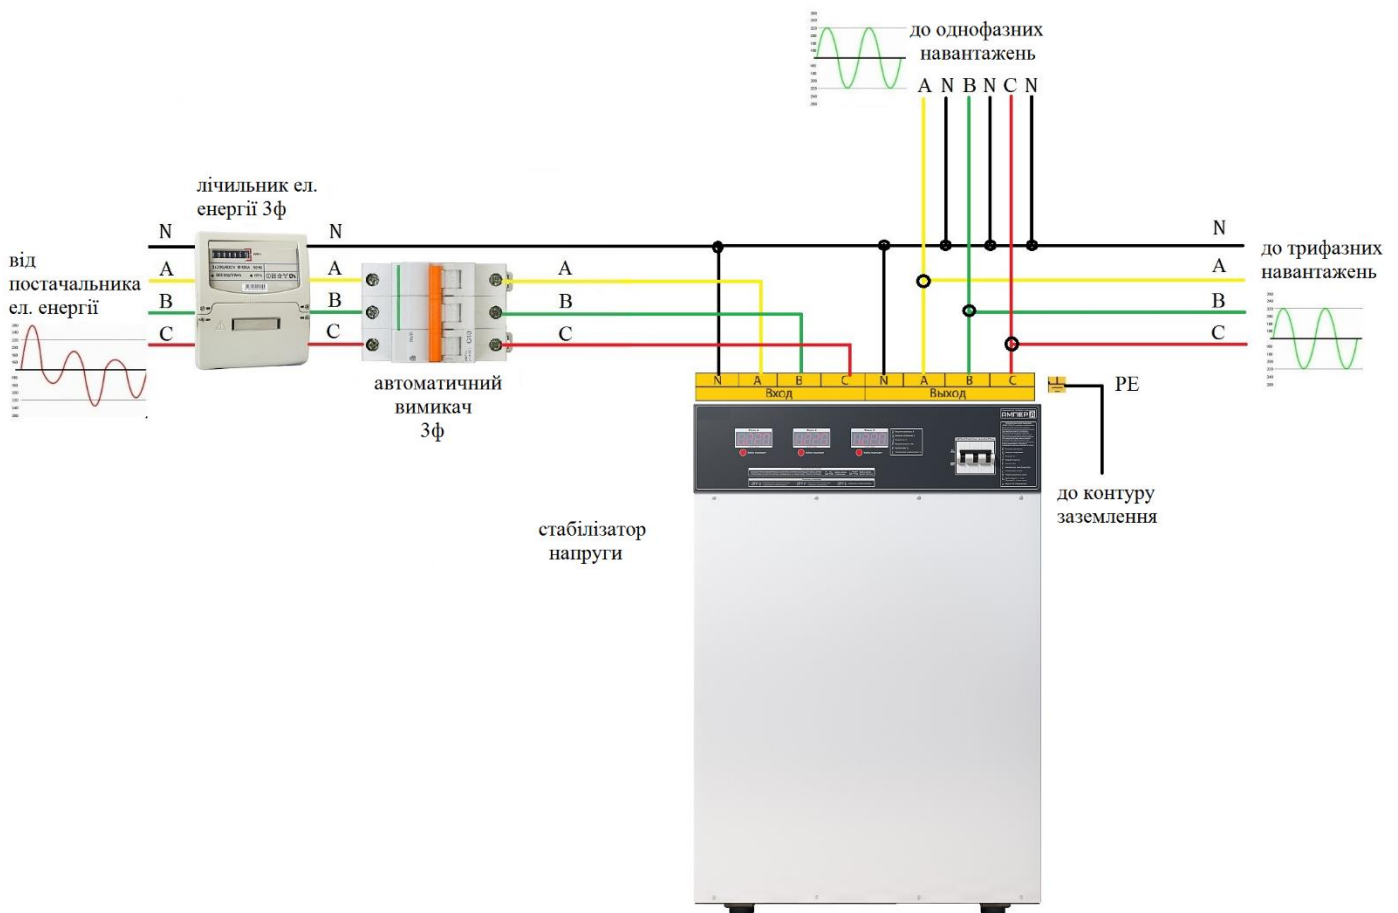 до однофазних
навантажень
A N B N C N
лічильник ел.
енергії 3ф
N N N
від
постачальника
ел. енергії
A A A A
B B B B
C C C C
до трифазних
навантажень
автоматичний
вимикач
3ф
N A B C N A B C
Вход Выход
PE
АМПЕР
до контуру
заземлення
стабілізатор
напруги